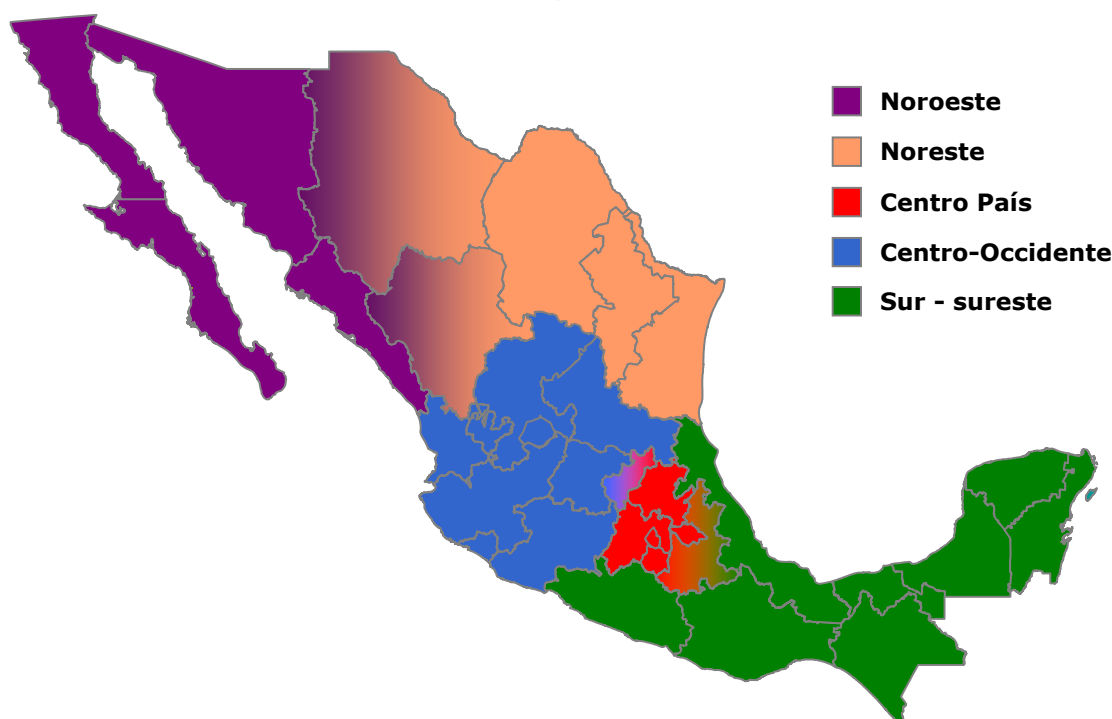 Noroeste
Noreste
Centro País
Centro-Occidente
Sur - sureste